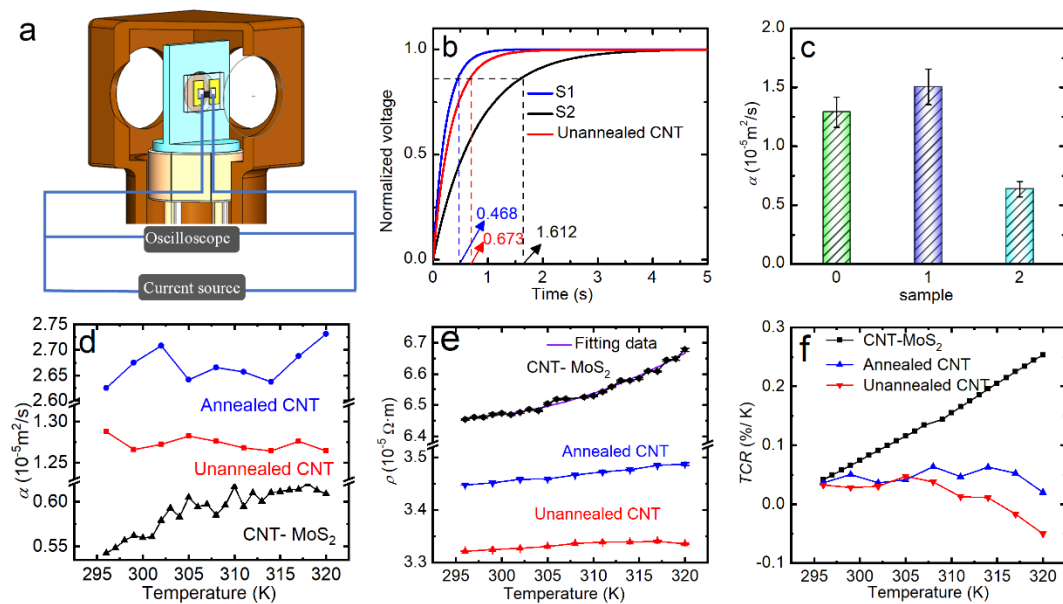 a
Oscilloscope
Current source
b
Normalized voltage
1.0
0.5
0.0
S1
S2
Unannealed CNT
0.468
0.673
1.612
0 1 2 3 4 5
Time (s)
c
α (10⁻⁵m²/s)
2.0
1.5
1.0
0.5
0.0
0 1 2
sample
d
α (10⁻⁵m²/s)
2.75
2.70
2.65
2.60
1.30
1.25
0.60
0.55
Annealed CNT
Unannealed CNT
CNT- MoS₂
295 300 305 310 315 320
Temperature (K)
e
ρ (10⁻⁵ Ω·m)
6.7
6.6
6.5
6.4
3.5
3.4
3.4
3.3
Fitting data
CNT- MoS₂
Annealed CNT
Unannealed CNT
295 300 305 310 315 320
Temperature (K)
f
TCR (%/ K)
0.3
0.2
0.1
0.0
-0.1
CNT-MoS₂
Annealed CNT
Unannealed CNT
295 300 305 310 315 320
Temperature (K)